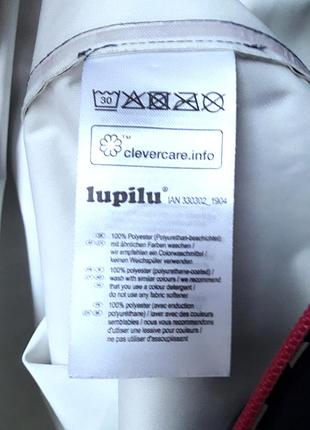 30
™
clevercare.info
lupilu® IAN 330302_1904
100% Polyester (Polyurethan-beschichtet)
mit ähnlichen Farben waschen/
wir empfehlen ein Colorwaschmittel/
keinen Weichspüler verwenden
100% polyester (polyurethane-coated)/
wash with similar colours/ we recommend
that you use a colour detergent/
do not use any fabric softener
100% polyester (avec enduction
polyuréthane)/ laver avec des couleurs
semblables/ nous vous recommandons
d'utiliser une lessive pour couleurs/
ne pas utiliser d'assouplissant